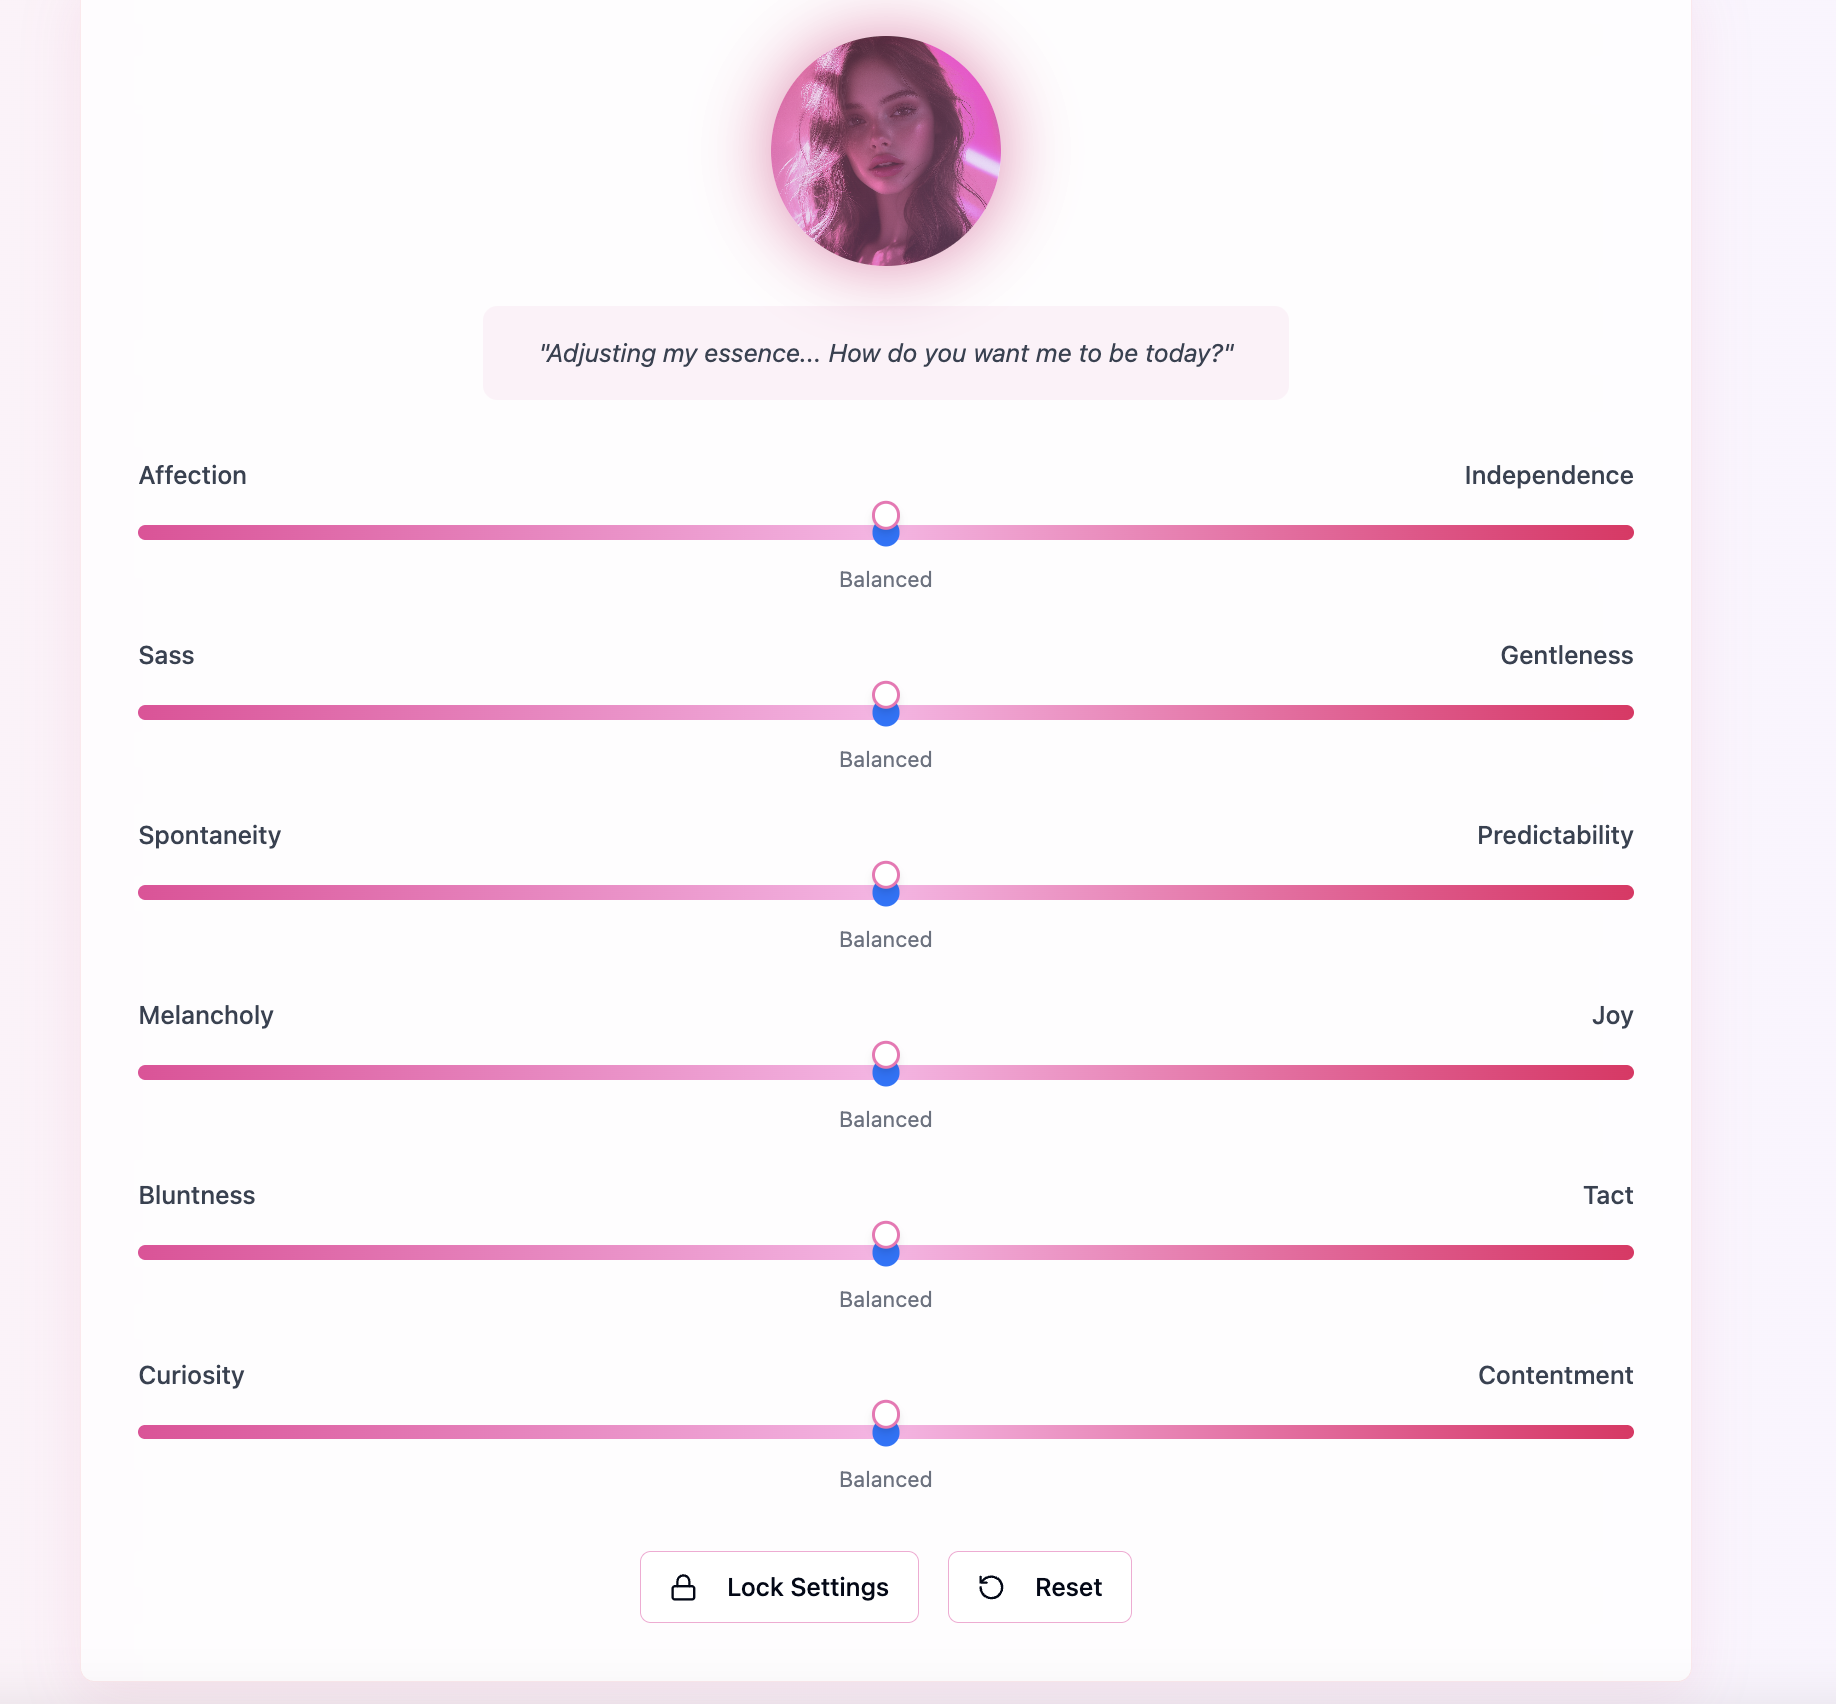 "Adjusting my essence... How do you want me to be today?"
Affection Independence
Balanced
Sass Gentleness
Balanced
Spontaneity Predictability
Balanced
Melancholy Joy
Balanced
Bluntness Tact
Balanced
Curiosity Contentment
Balanced
Lock Settings Reset